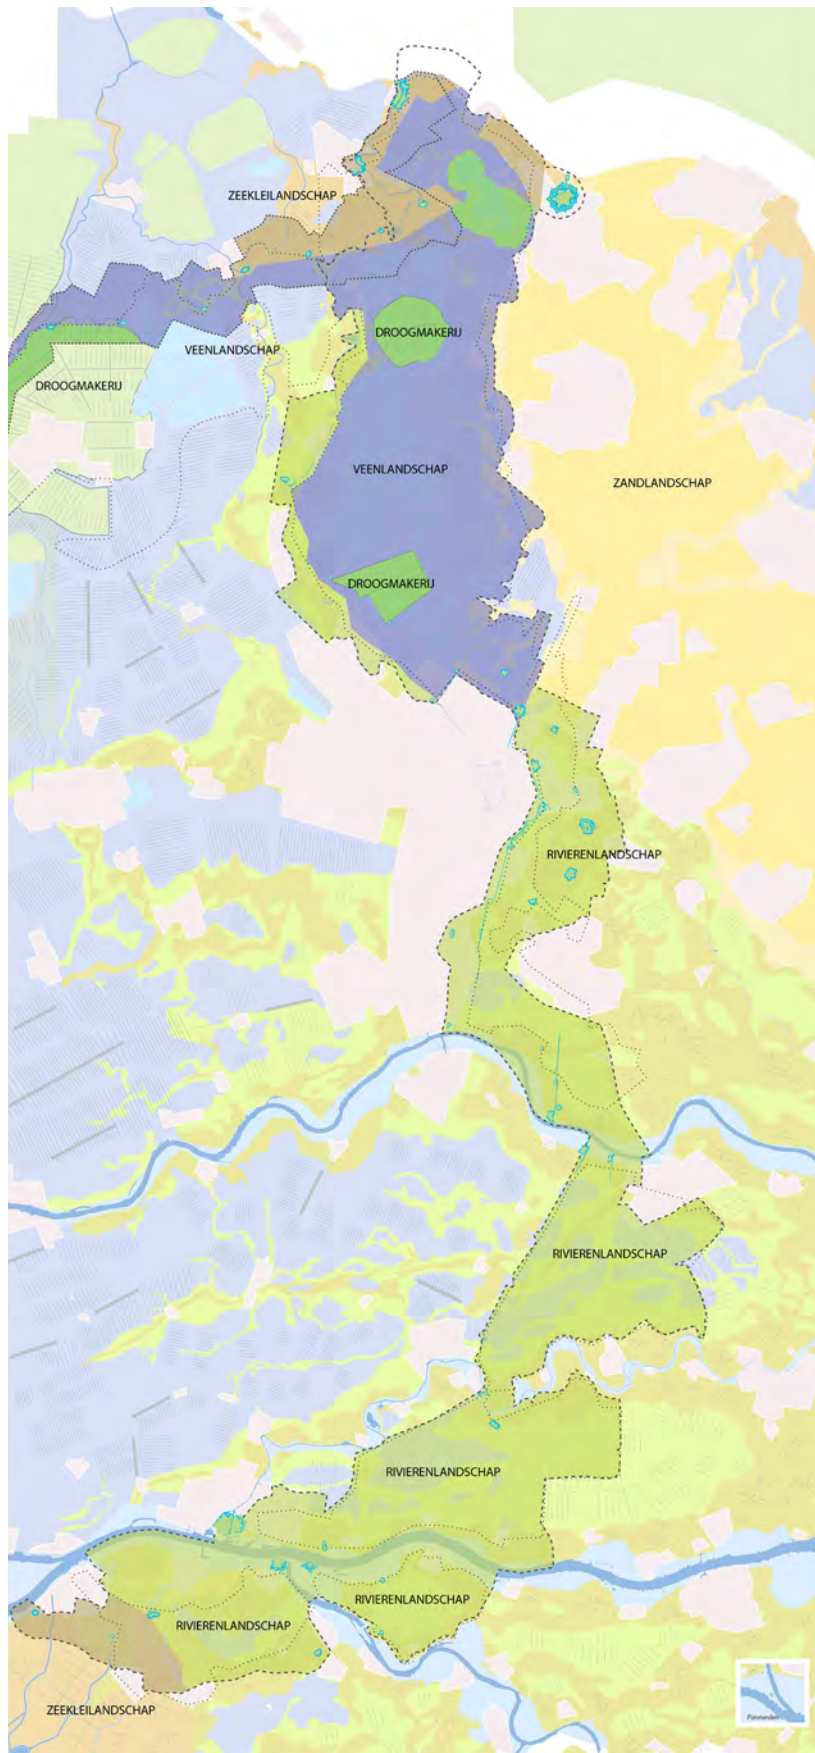 ZEEKLEILANDSCHAP
DROOGMAKERIJ
VEENLANDSCHAP
DROOGMAKERIJ
VEENLANDSCHAP
ZANDLANDSCHAP
DROOGMAKERIJ
RIVIERENLANDSCHAP
RIVIERENLANDSCHAP
RIVIERENLANDSCHAP
RIVIERENLANDSCHAP
RIVIERENLANDSCHAP
ZEEKLEILANDSCHAP
Pannerden